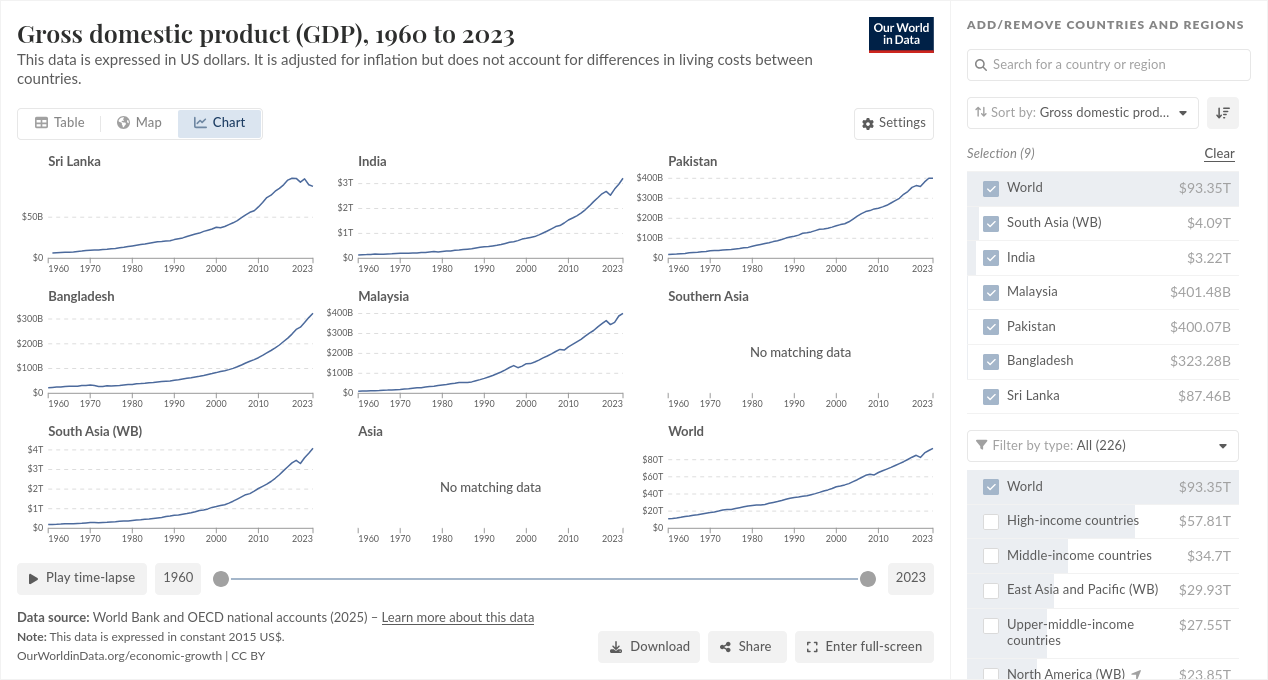 Gross domestic product (GDP), 1960 to 2023
This data is expressed in US dollars. It is adjusted for inflation but does not account for differences in living costs between
countries.
Our World
in Data
Table
Map
Chart
Settings
Sri Lanka
$50B
$0
1960 1970 1980 1990 2000 2010 2023
India
$3T
$2T
$1T
$0
1960 1970 1980 1990 2000 2010 2023
Pakistan
$400B
$300B
$200B
$100B
$0
1960 1970 1980 1990 2000 2010 2023
Bangladesh
$300B
$200B
$100B
$0
1960 1970 1980 1990 2000 2010 2023
Malaysia
$400B
$300B
$200B
$100B
$0
1960 1970 1980 1990 2000 2010 2023
Southern Asia
No matching data
1960 1970 1980 1990 2000 2010 2023
South Asia (WB)
$4T
$3T
$2T
$1T
$0
1960 1970 1980 1990 2000 2010 2023
Asia
No matching data
1960 1970 1980 1990 2000 2010 2023
World
$80T
$60T
$40T
$20T
$0
1960 1970 1980 1990 2000 2010 2023
Play time-lapse
1960
2023
Data source: World Bank and OECD national accounts (2025) – Learn more about this data
Note: This data is expressed in constant 2015 US$.
OurWorldinData.org/economic-growth | CC BY
Download
Share
Enter full-screen
ADD/REMOVE COUNTRIES AND REGIONS
Search for a country or region
Sort by: Gross domestic prod...
Selection (9)
Clear
World $93.35T
South Asia (WB) $4.09T
India $3.22T
Malaysia $401.48B
Pakistan $400.07B
Bangladesh $323.28B
Sri Lanka $87.46B
Filter by type: All (226)
World $93.35T
High-income countries $57.81T
Middle-income countries $34.7T
East Asia and Pacific (WB) $29.93T
Upper-middle-income
countries $27.55T
North America (WB) $23.85T